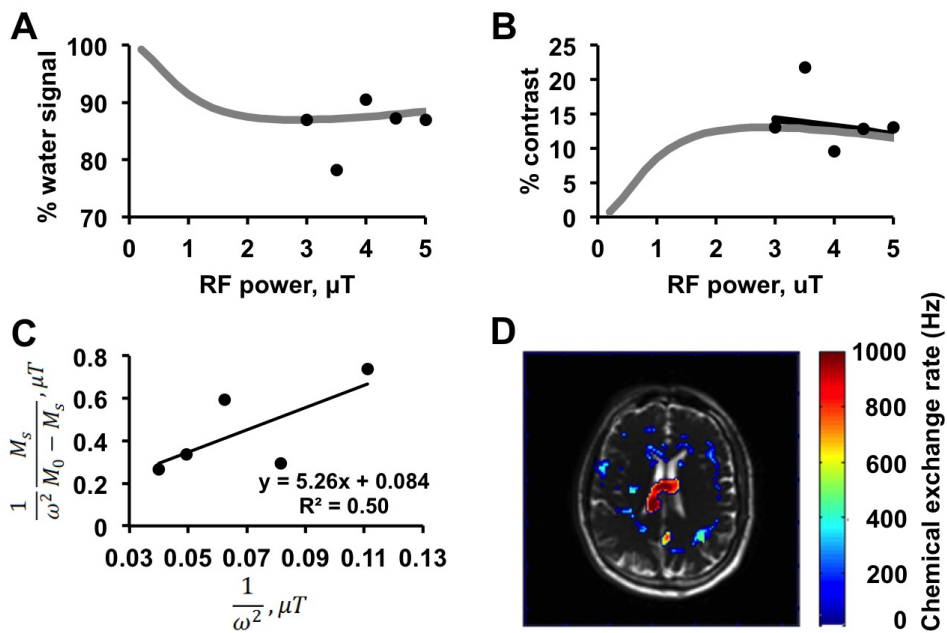 A
% water signal
100
90
80
70
0 1 2 3 4 5
RF power, µT
B
% contrast
25
20
15
10
5
0
0 1 2 3 4 5
RF power, uT
C
1/ω² M_s/(M_0 − M_s), μT
0.8
0.6
0.4
0.2
0
y = 5.26x + 0.084
R² = 0.50
0.03 0.05 0.07 0.09 0.11 0.13
1/ω², μT
D
1000
800
600
400
200
0
Chemical exchange rate (Hz)